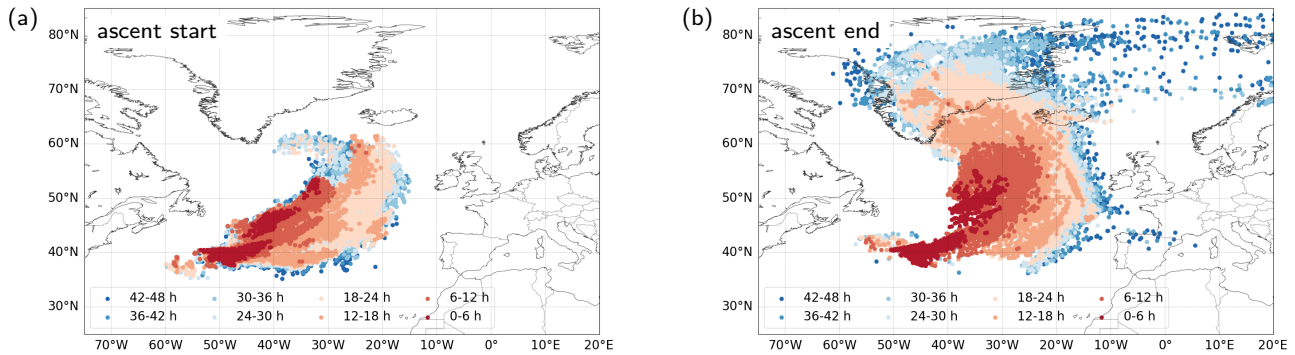 (a)
ascent start
80°N
70°N
60°N
50°N
40°N
30°N
42-48 h 30-36 h 18-24 h 6-12 h
36-42 h 24-30 h 12-18 h 0-6 h
70°W 60°W 50°W 40°W 30°W 20°W 10°W 0° 10°E 20°E
(b)
ascent end
80°N
70°N
60°N
50°N
40°N
30°N
42-48 h 30-36 h 18-24 h 6-12 h
36-42 h 24-30 h 12-18 h 0-6 h
70°W 60°W 50°W 40°W 30°W 20°W 10°W 0° 10°E 20°E